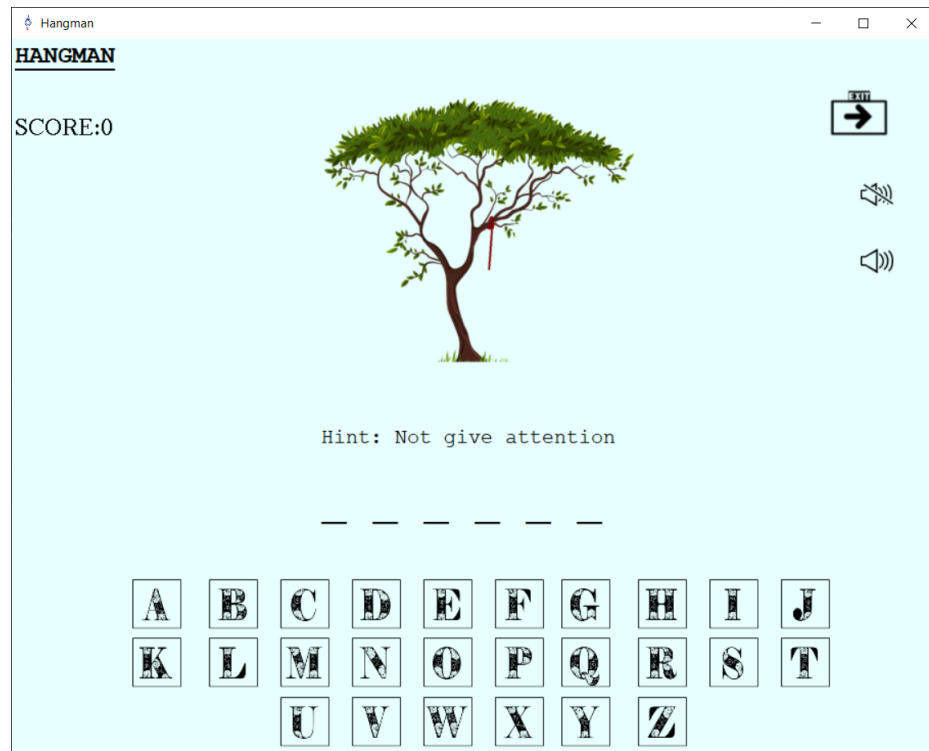 Hangman
HANGMAN
EXIT
SCORE:0
Hint: Not give attention
_ _ _ _ _ _
A B C D E F G H I J
K L M N O P Q R S T
U V W X Y Z